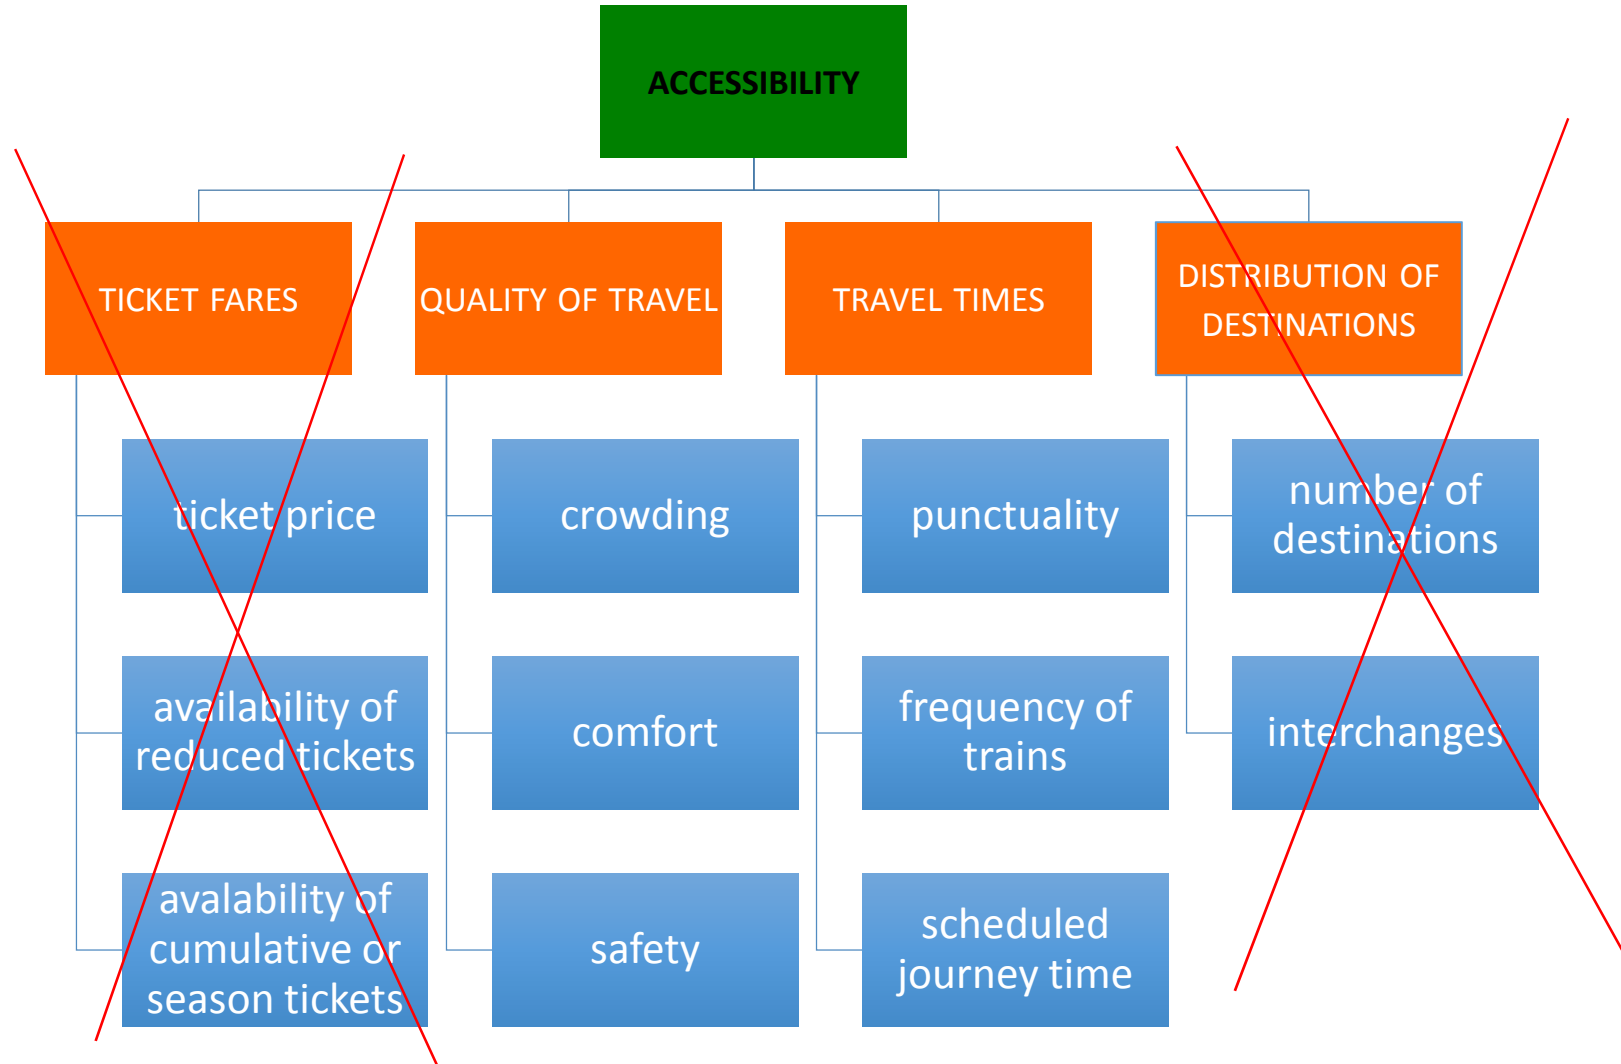 ACCESSIBILITY
TICKET FARES
ticket price
availability of
reduced tickets
avalability of
cumulative or
season tickets
QUALITY OF TRAVEL
crowding
comfort
safety
TRAVEL TIMES
punctuality
frequency of
trains
scheduled
journey time
DISTRIBUTION OF
DESTINATIONS
number of
destinations
interchanges